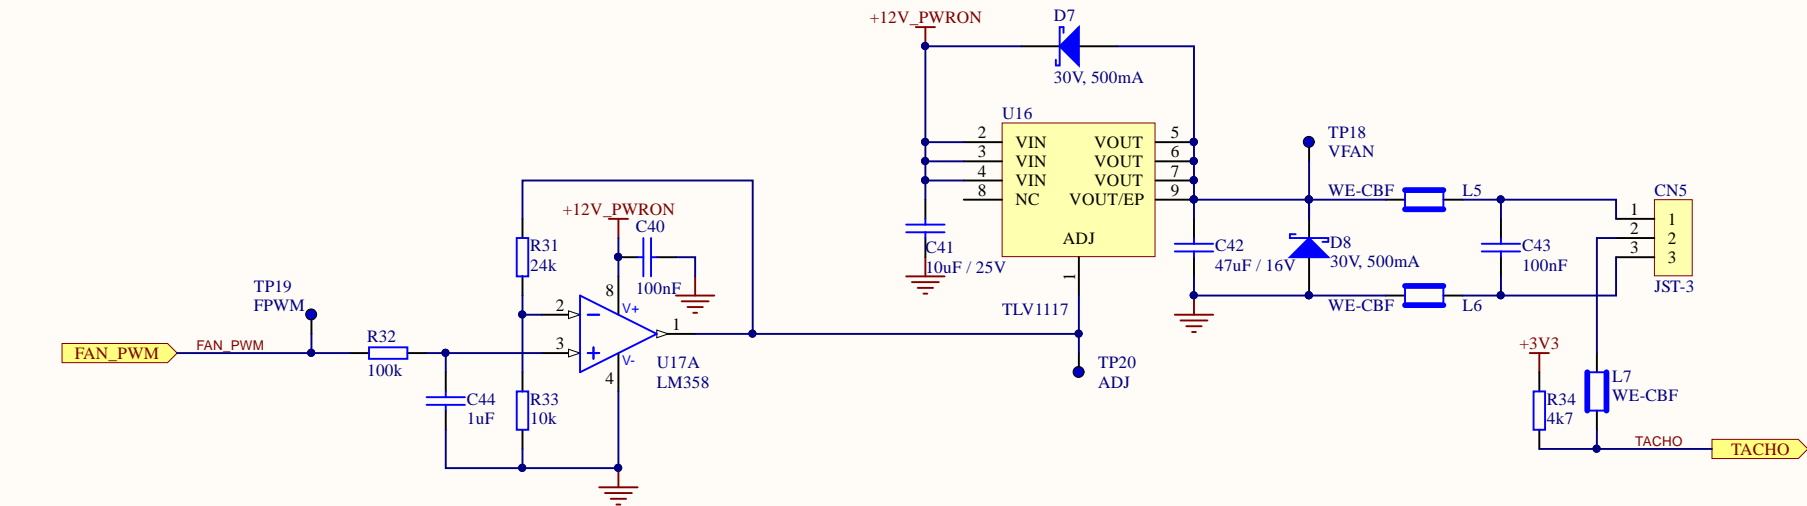 +12V_PWRON
D7
30V, 500mA
U16
2 VIN VOUT 5
3 VIN VOUT 6
4 VIN VOUT 7
8 NC VOUT/EP 9
ADJ
1
TLV1117
TP18
VFAN
WE-CBF L5
CN5
1 1
2 2
3 3
JST-3
C41
10uF / 25V
C42
47uF / 16V
D8
30V, 500mA
C43
100nF
WE-CBF L6
+12V_PWRON
C40
100nF
R31
24k
TP19
FPWM
8
V+
2
1
3
V-
4
U17A
LM358
FAN_PWM
FAN_PWM
R32
100k
C44
1uF
R33
10k
TP20
ADJ
+3V3
L7
WE-CBF
R34
4k7
TACHO
TACHO